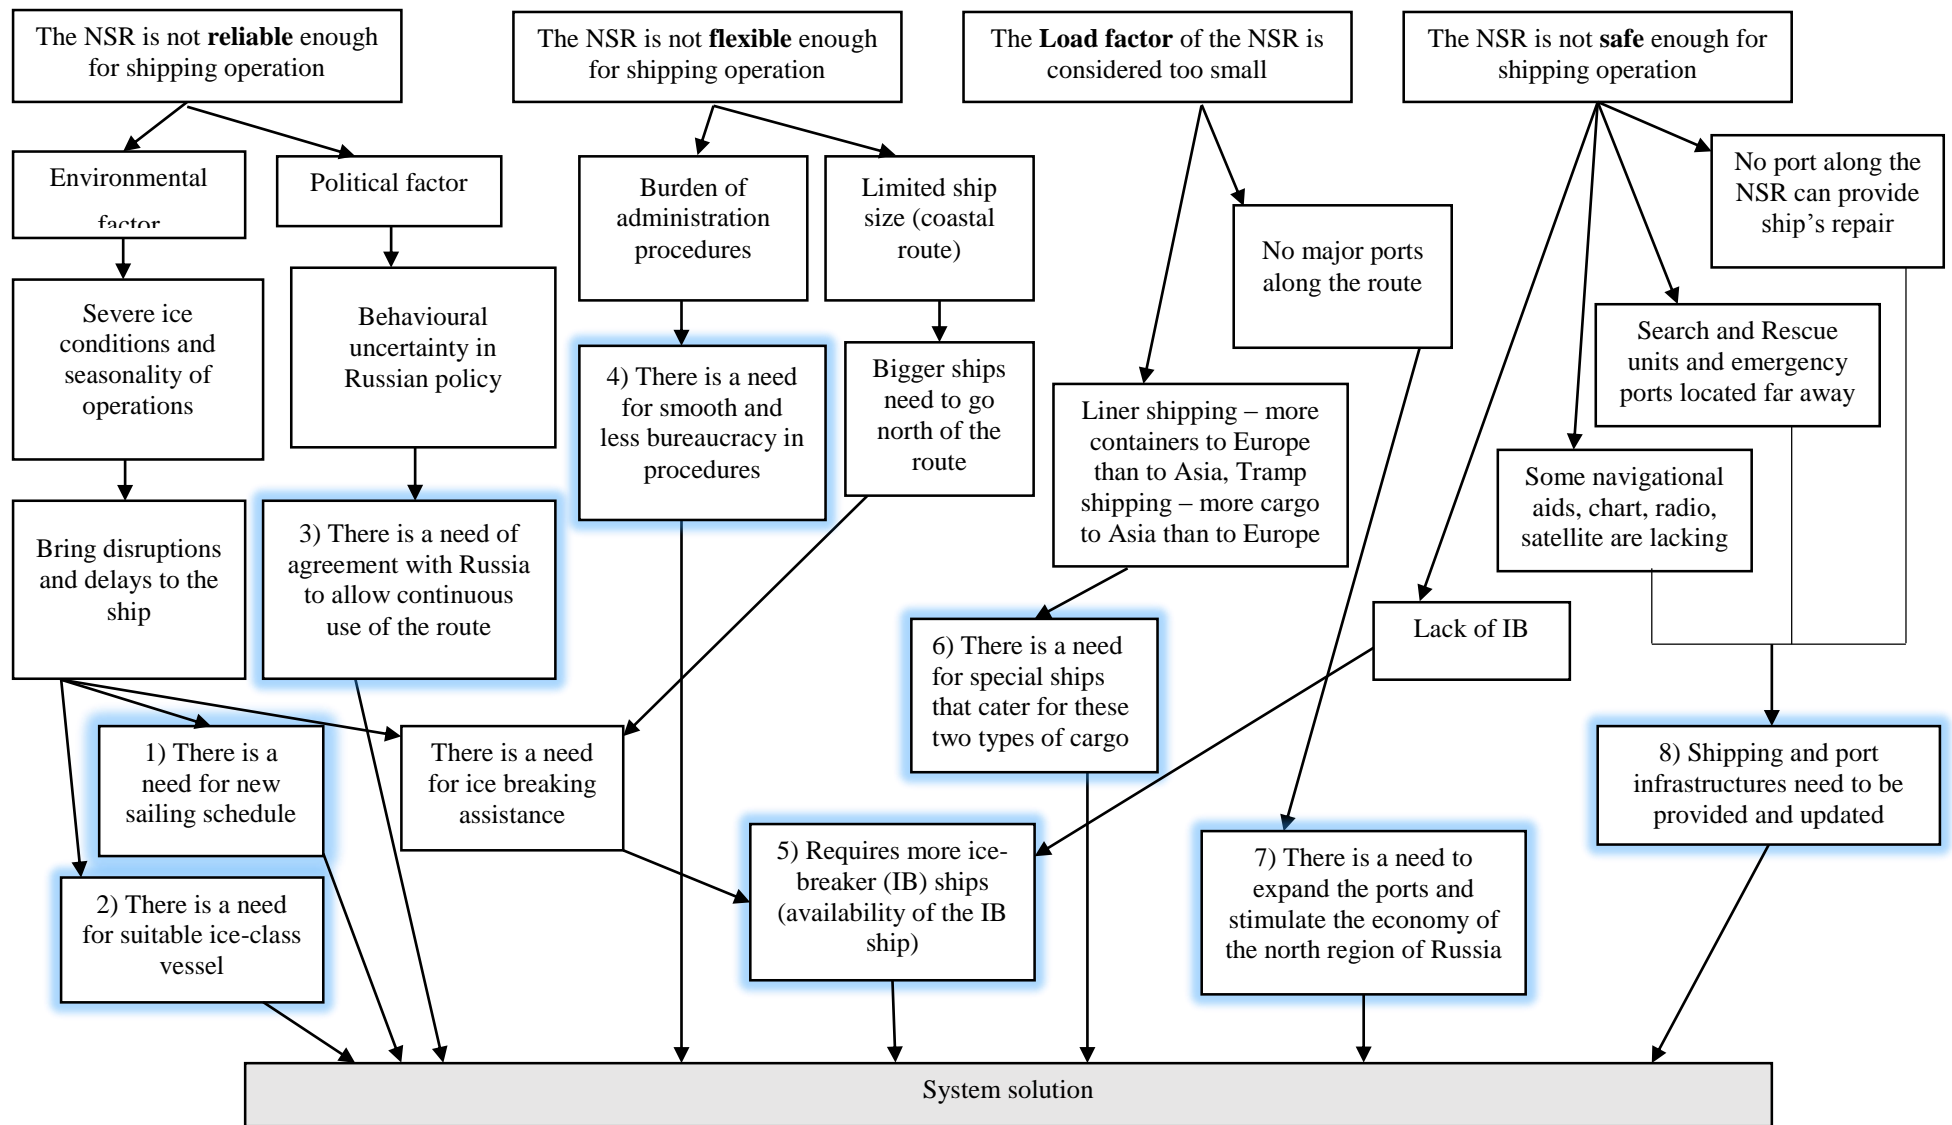 The NSR is not reliable enough
for shipping operation
The NSR is not flexible enough
for shipping operation
The Load factor of the NSR is
considered too small
The NSR is not safe enough for
shipping operation
Environmental
factor
Political factor
Burden of
administration
procedures
Limited ship
size (coastal
route)
No major ports
along the route
No port along the
NSR can provide
ship’s repair
Severe ice
conditions and
seasonality of
operations
Behavioural
uncertainty in
Russian policy
4) There is a need
for smooth and
less bureaucracy in
procedures
Bigger ships
need to go
north of the
route
Liner shipping – more
containers to Europe
than to Asia, Tramp
shipping – more cargo
to Asia than to Europe
Search and Rescue
units and emergency
ports located far away
Some navigational
aids, chart, radio,
satellite are lacking
Bring disruptions
and delays to the
ship
3) There is a need of
agreement with Russia
to allow continuous
use of the route
6) There is a need
for special ships
that cater for these
two types of cargo
Lack of IB
1) There is a
need for new
sailing schedule
There is a need
for ice breaking
assistance
8) Shipping and port
infrastructures need to be
provided and updated
2) There is a need
for suitable ice-class
vessel
5) Requires more ice-
breaker (IB) ships
(availability of the IB
ship)
7) There is a need to
expand the ports and
stimulate the economy of
the north region of Russia
System solution